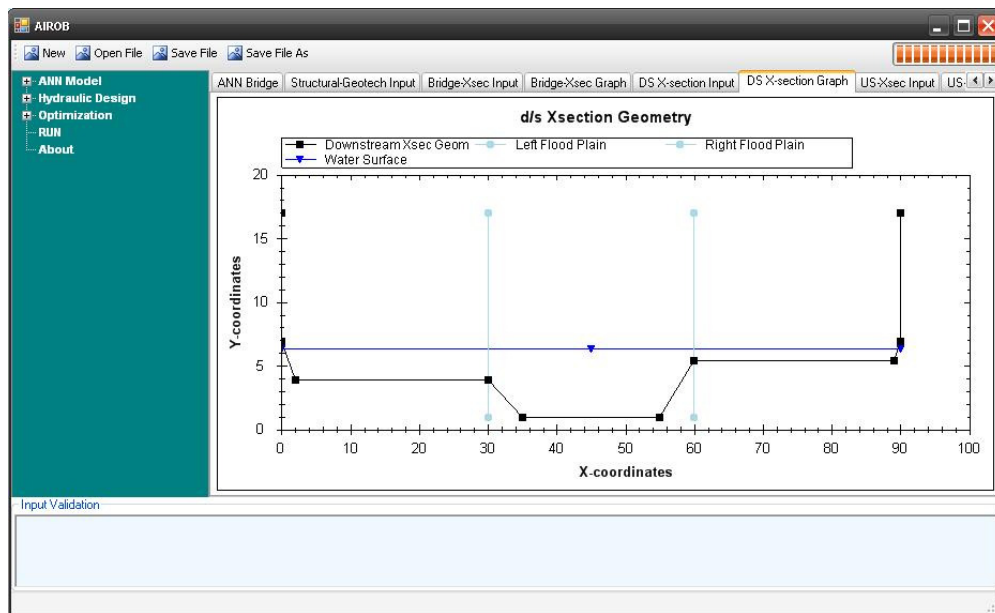 AIROB
New Open File Save File Save File As
ANN Model
Hydraulic Design
Optimization
RUN
About
ANN Bridge Structural-Geotech Input Bridge-Xsec Input Bridge-Xsec Graph DS X-section Input DS X-section Graph US-Xsec Input US-
d/s Xsection Geometry
Downstream Xsec Geom Left Flood Plain Right Flood Plain
Water Surface
20
15
10
5
0
Y-coordinates
0 10 20 30 40 50 60 70 80 90 100
X-coordinates
Input Validation